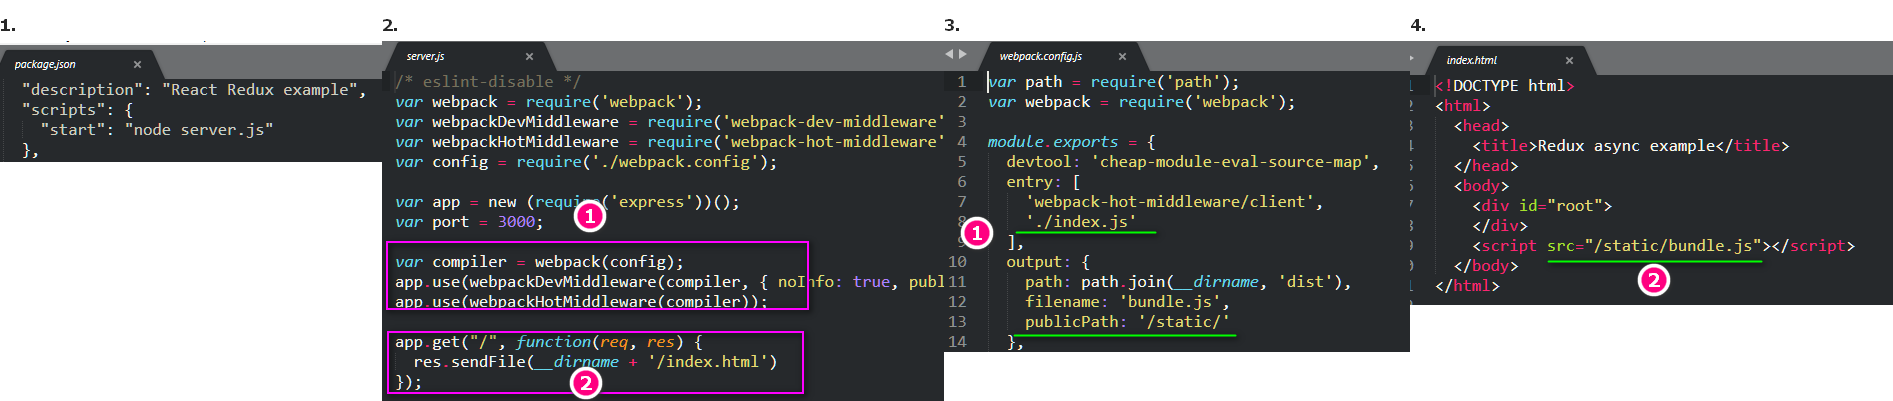 1.
package.json ×
"description": "React Redux example",
"scripts": {
"start": "node server.js"
},
2.
server.js ×
/* eslint-disable */
var webpack = require('webpack');
var webpackDevMiddleware = require('webpack-dev-middleware'
var webpackHotMiddleware = require('webpack-hot-middleware'
var config = require('./webpack.config');
var app = new (require('express'))();
1
var port = 3000;
var compiler = webpack(config);
app.use(webpackDevMiddleware(compiler, { noInfo: true, publ
app.use(webpackHotMiddleware(compiler));
app.get("/", function(req, res) {
res.sendFile(__dirname + '/index.html')
});
2
3.
webpack.config.js ×
1 var path = require('path');
2 var webpack = require('webpack');
3
4 module.exports = {
5 devtool: 'cheap-module-eval-source-map',
6 entry: [
7 'webpack-hot-middleware/client',
8 './index.js'
1
9 ],
10 output: {
11 path: path.join(__dirname, 'dist'),
12 filename: 'bundle.js',
13 publicPath: '/static/'
14 },
4.
index.html ×
<!DOCTYPE html>
<html>
<head>
<title>Redux async example</title>
</head>
<body>
<div id="root">
</div>
<script src="/static/bundle.js"></script>
</body>
2
</html>